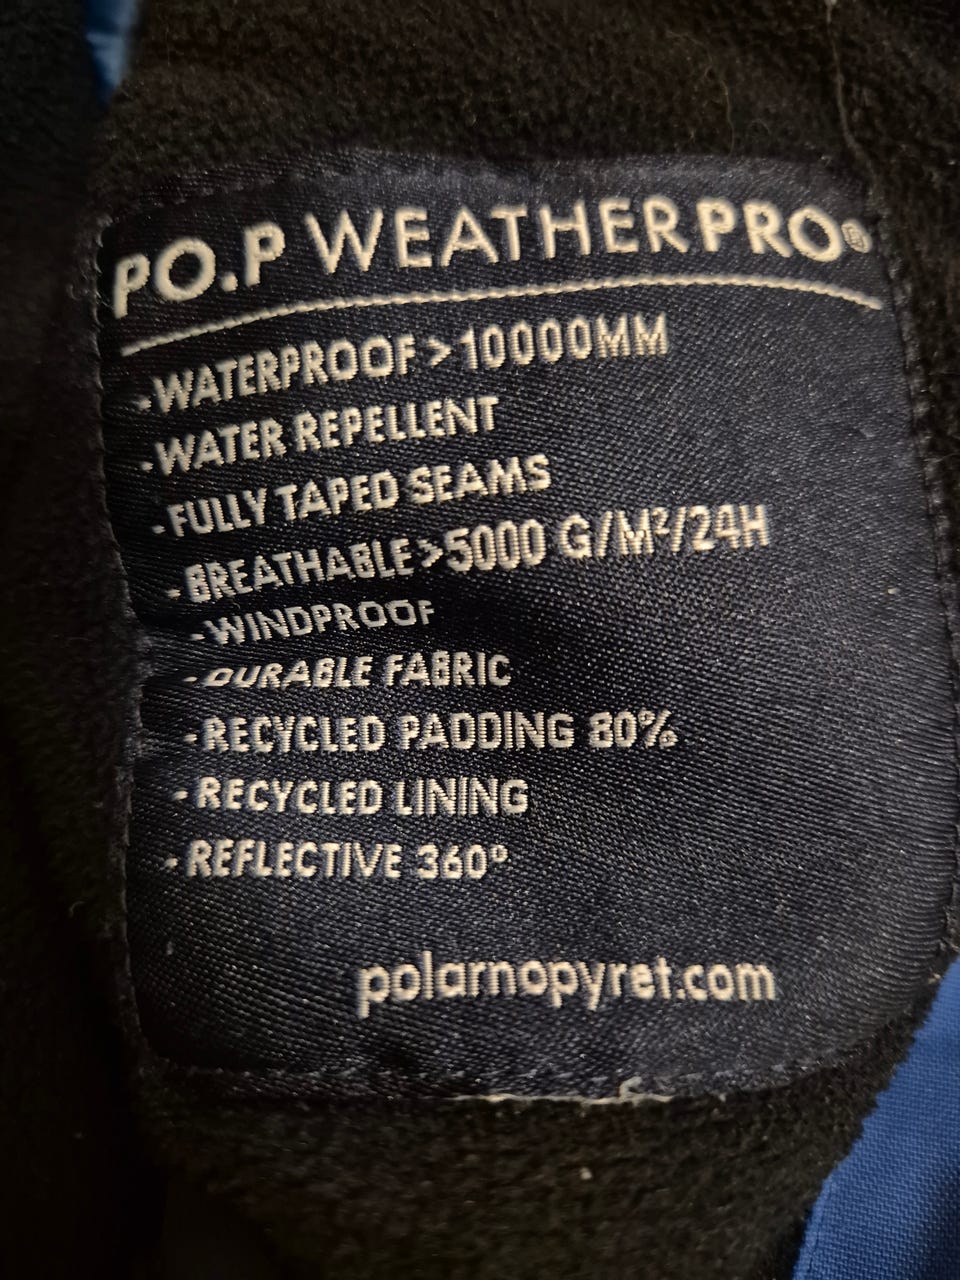 PO.P WEATHERPRO®
-WATERPROOF>10000MM
-WATER REPELLENT
-FULLY TAPED SEAMS
-BREATHABLE>5000 G/M²/24H
-WINDPROOF
-DURABLE FABRIC
-RECYCLED PADDING 80%
-RECYCLED LINING
-REFLECTIVE 360°
polarnopyret.com